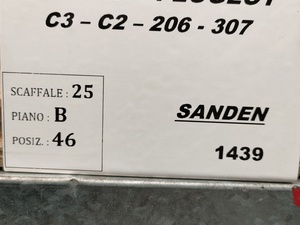 C3 – C2 – 206 - 307
SCAFFALE : 25
PIANO : B
POSIZ. : 46
SANDEN
1439